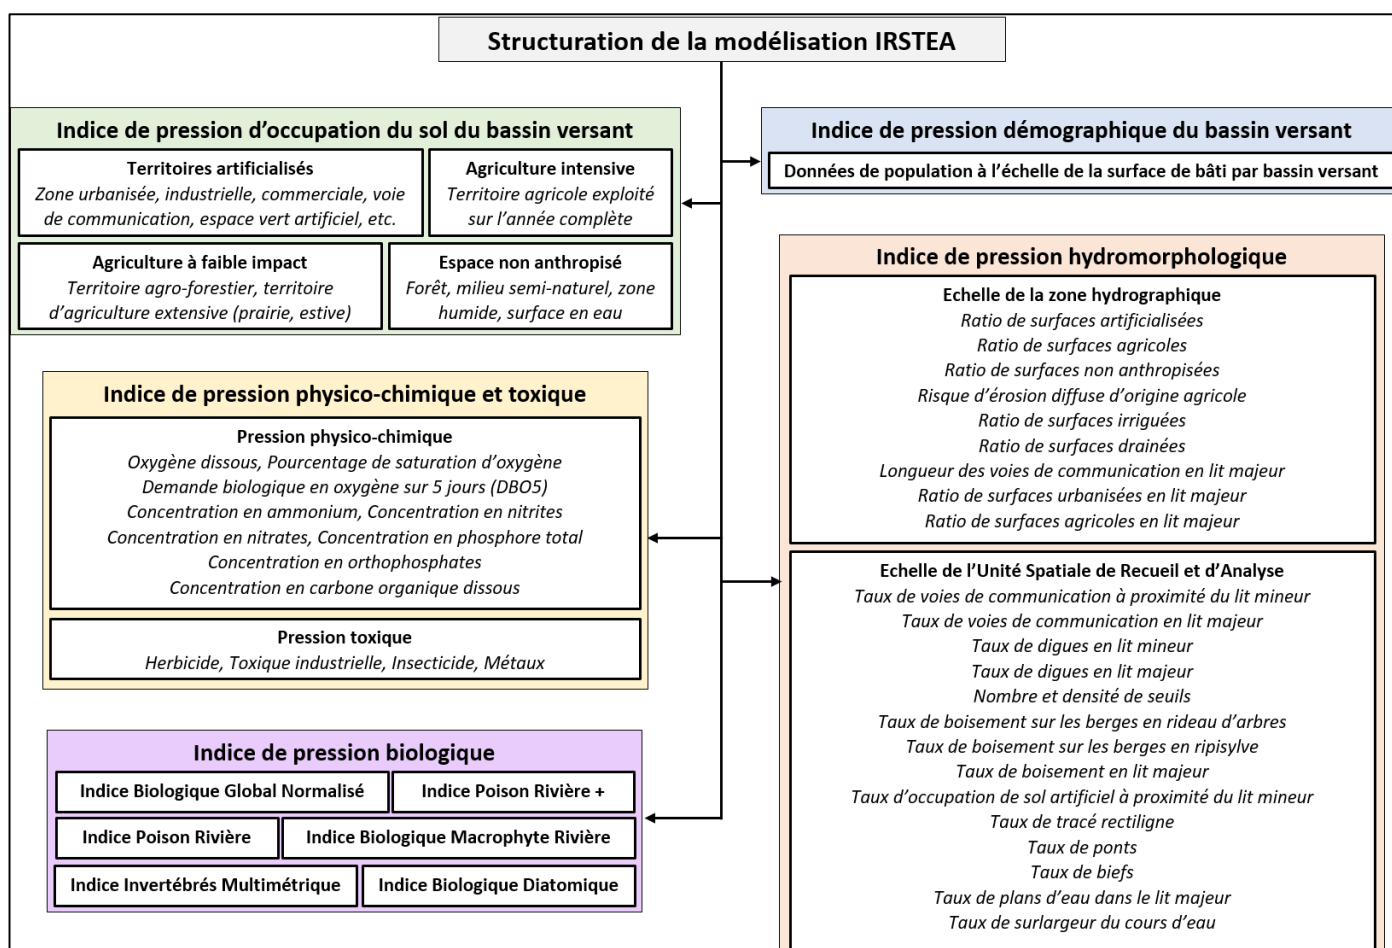 Structuration de la modélisation IRSTEA
Indice de pression d’occupation du sol du bassin versant
Territoires artificialisés
Zone urbanisée, industrielle, commerciale, voie
de communication, espace vert artificiel, etc.
Agriculture intensive
Territoire agricole exploité
sur l’année complète
Agriculture à faible impact
Territoire agro-forestier, territoire
d’agriculture extensive (prairie, estive)
Espace non anthropisé
Forêt, milieu semi-naturel, zone
humide, surface en eau
Indice de pression démographique du bassin versant
Données de population à l’échelle de la surface de bâti par bassin versant
Indice de pression physico-chimique et toxique
Pression physico-chimique
Oxygène dissous, Pourcentage de saturation d’oxygène
Demande biologique en oxygène sur 5 jours (DBO5)
Concentration en ammonium, Concentration en nitrites
Concentration en nitrates, Concentration en phosphore total
Concentration en orthophosphates
Concentration en carbone organique dissous
Pression toxique
Herbicide, Toxique industrielle, Insecticide, Métaux
Indice de pression hydromorphologique
Echelle de la zone hydrographique
Ratio de surfaces artificialisées
Ratio de surfaces agricoles
Ratio de surfaces non anthropisées
Risque d’érosion diffuse d’origine agricole
Ratio de surfaces irriguées
Ratio de surfaces drainées
Longueur des voies de communication en lit majeur
Ratio de surfaces urbanisées en lit majeur
Ratio de surfaces agricoles en lit majeur
Echelle de l’Unité Spatiale de Recueil et d’Analyse
Taux de voies de communication à proximité du lit mineur
Taux de voies de communication en lit majeur
Taux de digues en lit mineur
Taux de digues en lit majeur
Nombre et densité de seuils
Taux de boisement sur les berges en rideau d’arbres
Taux de boisement sur les berges en ripisylve
Taux de boisement en lit majeur
Taux d’occupation de sol artificiel à proximité du lit mineur
Taux de tracé rectiligne
Taux de ponts
Taux de biefs
Taux de plans d’eau dans le lit majeur
Taux de surlargeur du cours d’eau
Indice de pression biologique
Indice Biologique Global Normalisé
Indice Poison Rivière +
Indice Poison Rivière
Indice Biologique Macrophyte Rivière
Indice Invertébrés Multimétrique
Indice Biologique Diatomique